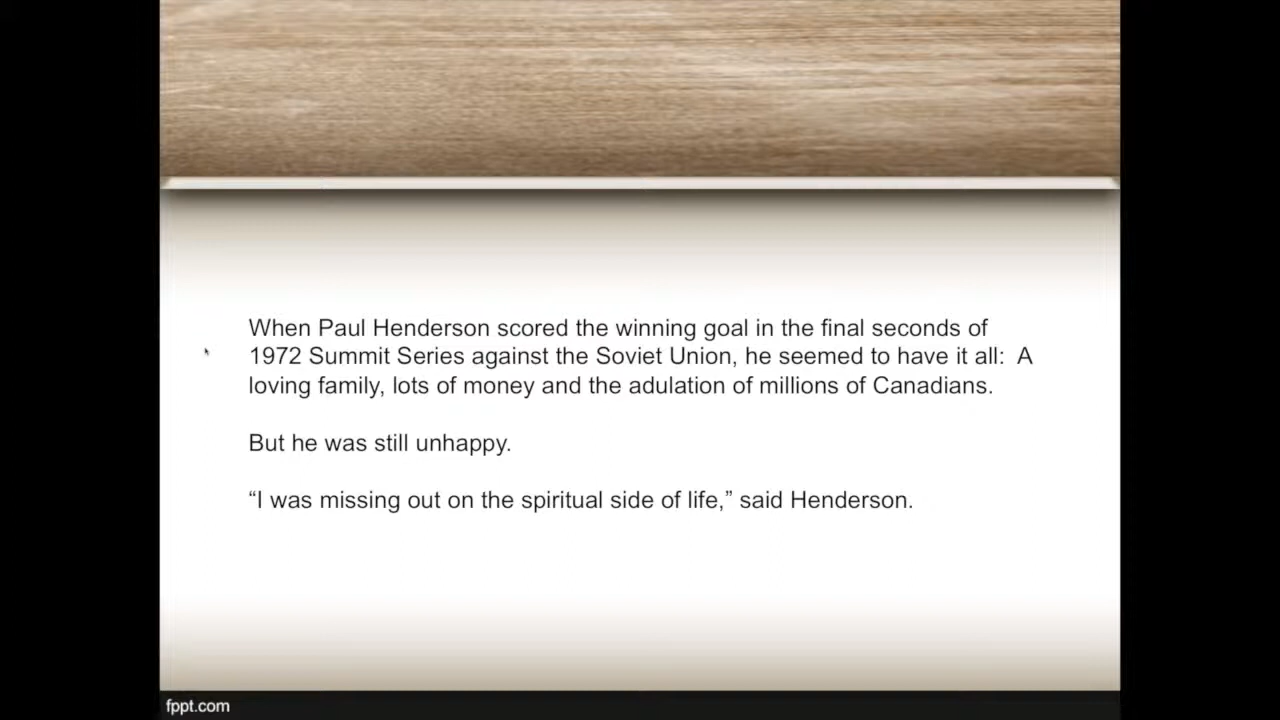 When Paul Henderson scored the winning goal in the final seconds of
1972 Summit Series against the Soviet Union, he seemed to have it all:  A
loving family, lots of money and the adulation of millions of Canadians.
But he was still unhappy.
“I was missing out on the spiritual side of life,” said Henderson.
fppt.com